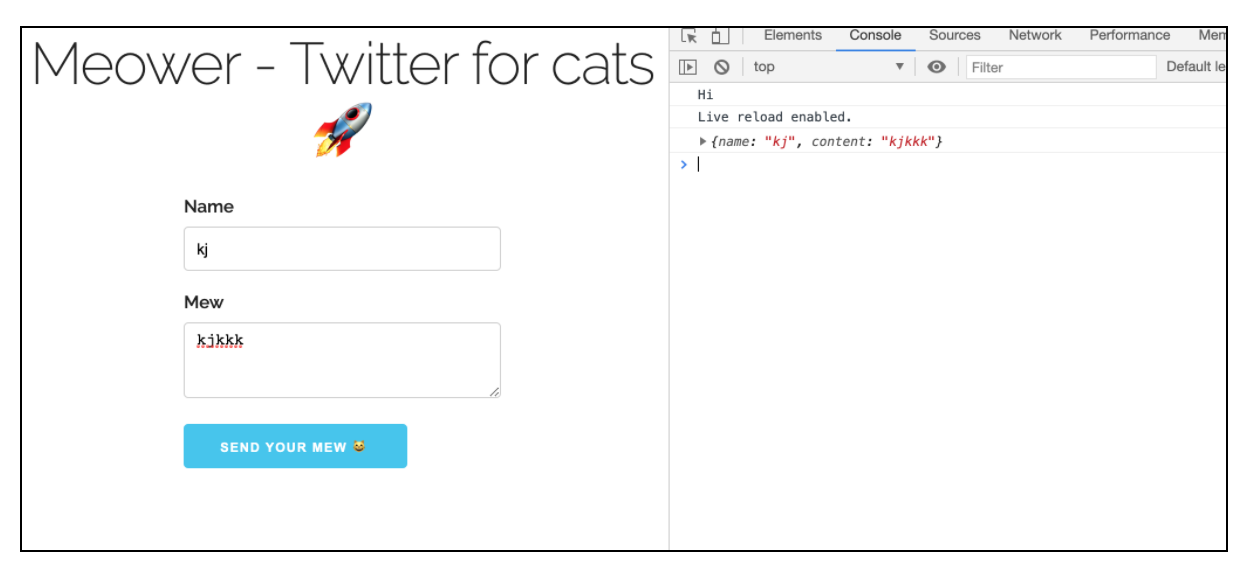 Meower - Twitter for cats
🚀
Name
kj
Mew
kjkkk
SEND YOUR MEW 😸
Elements Console Sources Network Performance Mem
top ▼ Filter Default le
Hi
Live reload enabled.
▶ {name: "kj", content: "kjkkk"}
>